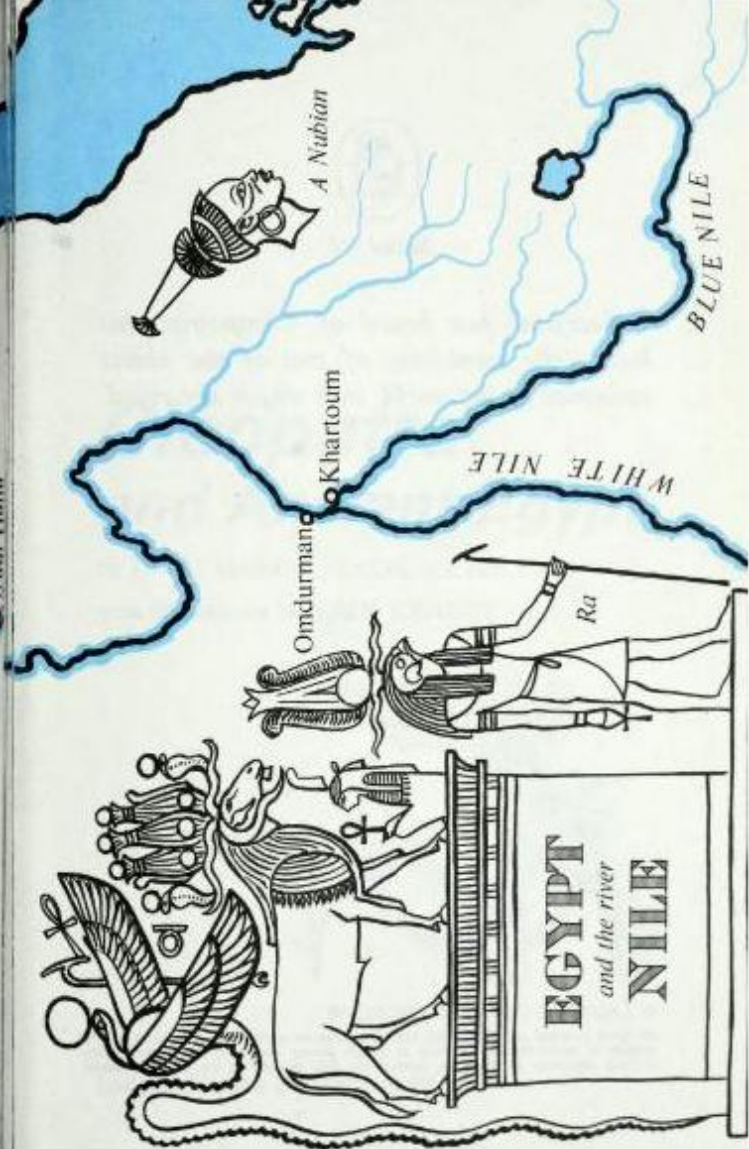 A Nubian
Omdurman
Khartoum
BLUE NILE
WHITE NILE
Ra
EGYPT
and the river
NILE